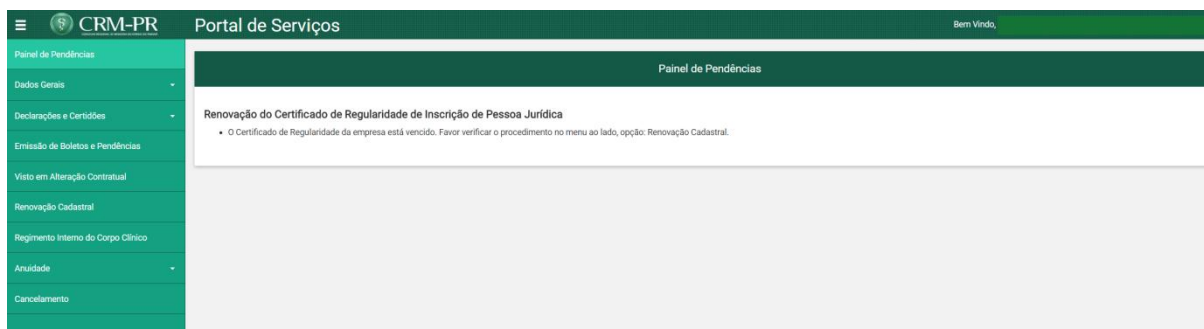 CRM-PR
Portal de Serviços
Bem Vindo,
Painel de Pendências
Dados Gerais
Declarações e Certidões
Emissão de Boletos e Pendências
Visto em Alteração Contratual
Renovação Cadastral
Regimento Interno do Corpo Clínico
Anuidade
Cancelamento
Painel de Pendências
Renovação do Certificado de Regularidade de Inscrição de Pessoa Jurídica
• O Certificado de Regularidade da empresa está vencido. Favor verificar o procedimento no menu ao lado, opção: Renovação Cadastral.